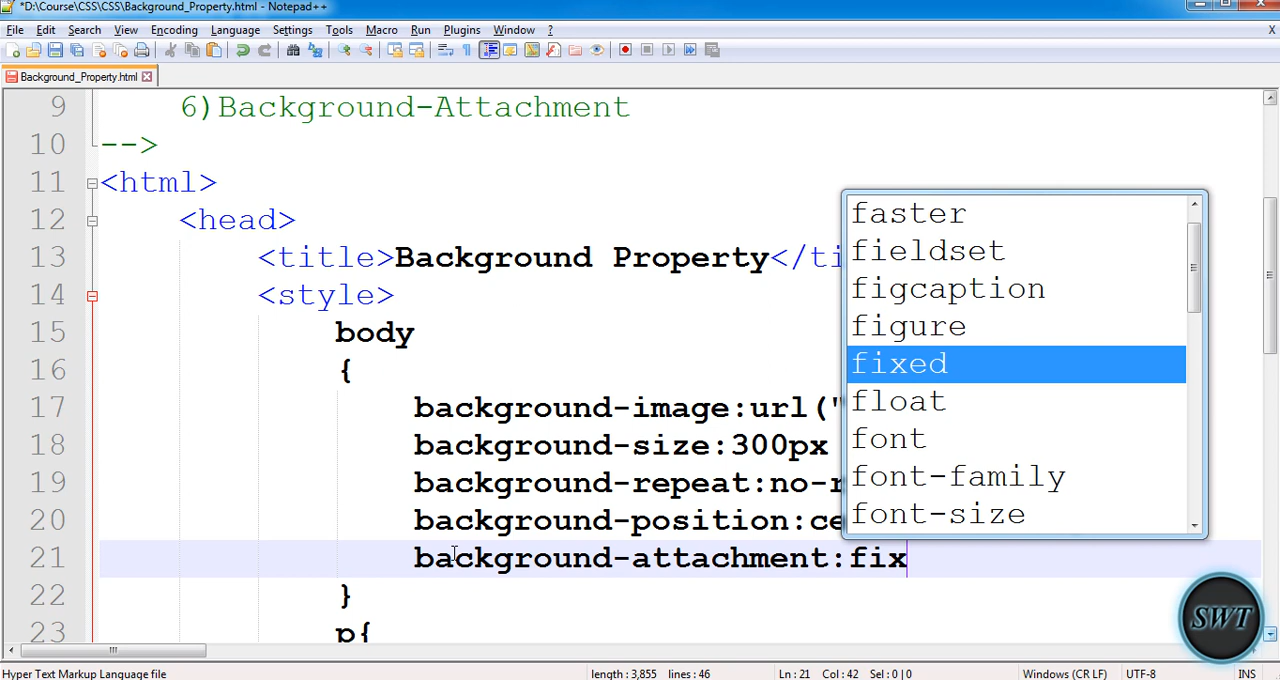 *D:\Course\CSS\CSS\Background_Property.html - Notepad++
File Edit Search View Encoding Language Settings Tools Macro Run Plugins Window ? X
Background_Property.html
9 6)Background-Attachment
10 -->
11 <html>
12 <head>
13 <title>Background Property</ti
14 <style>
15 body
16 {
17 background-image:url("
18 background-size:300px
19 background-repeat:no-r
20 background-position:ce
21 background-attachment:fix
22 }
23 p{
faster
fieldset
figcaption
figure
fixed
float
font
font-family
font-size
SWT
Hyper Text Markup Language file length : 3,855 lines : 46 Ln : 21 Col : 42 Sel : 0 | 0 Windows (CR LF) UTF-8 INS